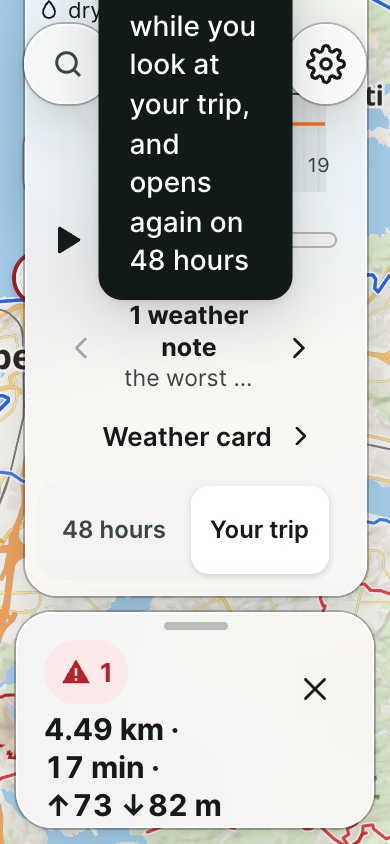 dry
while you
look at
your trip,
and
opens
again on
48 hours
19
1 weather
note
the worst ...
Weather card
48 hours
Your trip
1
4.49 km ·
17 min ·
↑73 ↓82 m